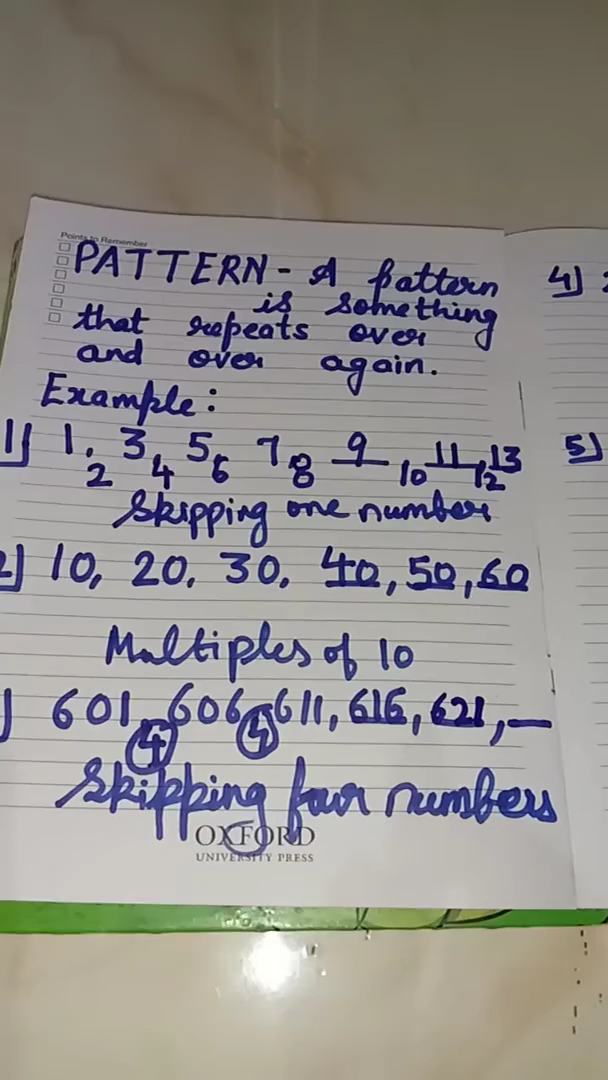 Points to Remember
PATTERN - A pattern
is something
that repeats over
and over again.
Example:
1) 1, 3, 5, 7, 9, 11, 13
2 4 6 8 10 12
Skipping one number
2) 10, 20, 30, 40, 50, 60
Multiples of 10
) 601, 606, 611, 616, 621, __
4 4
Skipping four numbers
OXFORD
UNIVERSITY PRESS
4)
5)